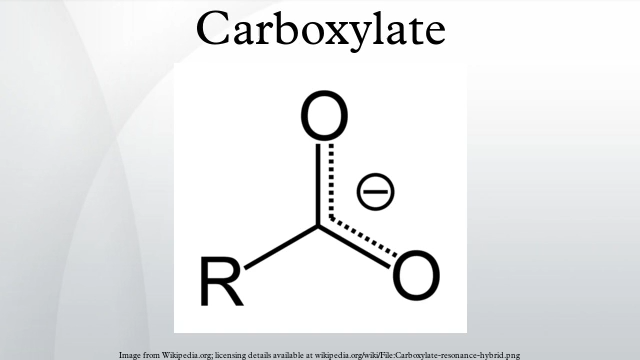 Carboxylate
O
⊖
R
O
Image from Wikipedia.org; licensing details available at wikipedia.org/wiki/File:Carboxylate-resonance-hybrid.png